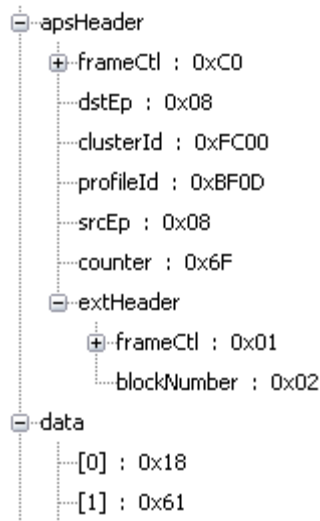 apsHeader
frameCtl : 0xC0
dstEp : 0x08
clusterId : 0xFC00
profileId : 0xBF0D
srcEp : 0x08
counter : 0x6F
extHeader
frameCtl : 0x01
blockNumber : 0x02
data
[0] : 0x18
[1] : 0x61